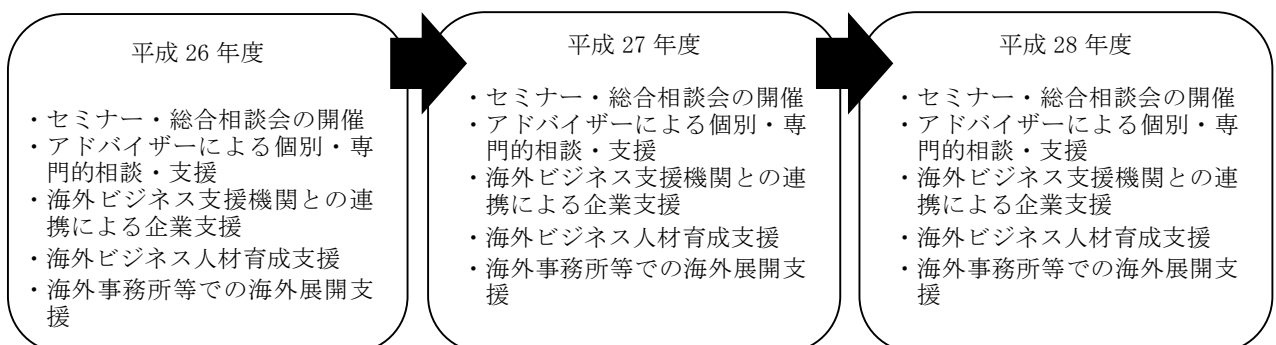 平成 26 年度
・セミナー・総合相談会の開催
・アドバイザーによる個別・専
門的相談・支援
・海外ビジネス支援機関との連
携による企業支援
・海外ビジネス人材育成支援
・海外事務所等での海外展開支
援
平成 27 年度
・セミナー・総合相談会の開催
・アドバイザーによる個別・専
門的相談・支援
・海外ビジネス支援機関との連
携による企業支援
・海外ビジネス人材育成支援
・海外事務所等での海外展開支
援
平成 28 年度
・セミナー・総合相談会の開催
・アドバイザーによる個別・専
門的相談・支援
・海外ビジネス支援機関との連
携による企業支援
・海外ビジネス人材育成支援
・海外事務所等での海外展開支
援